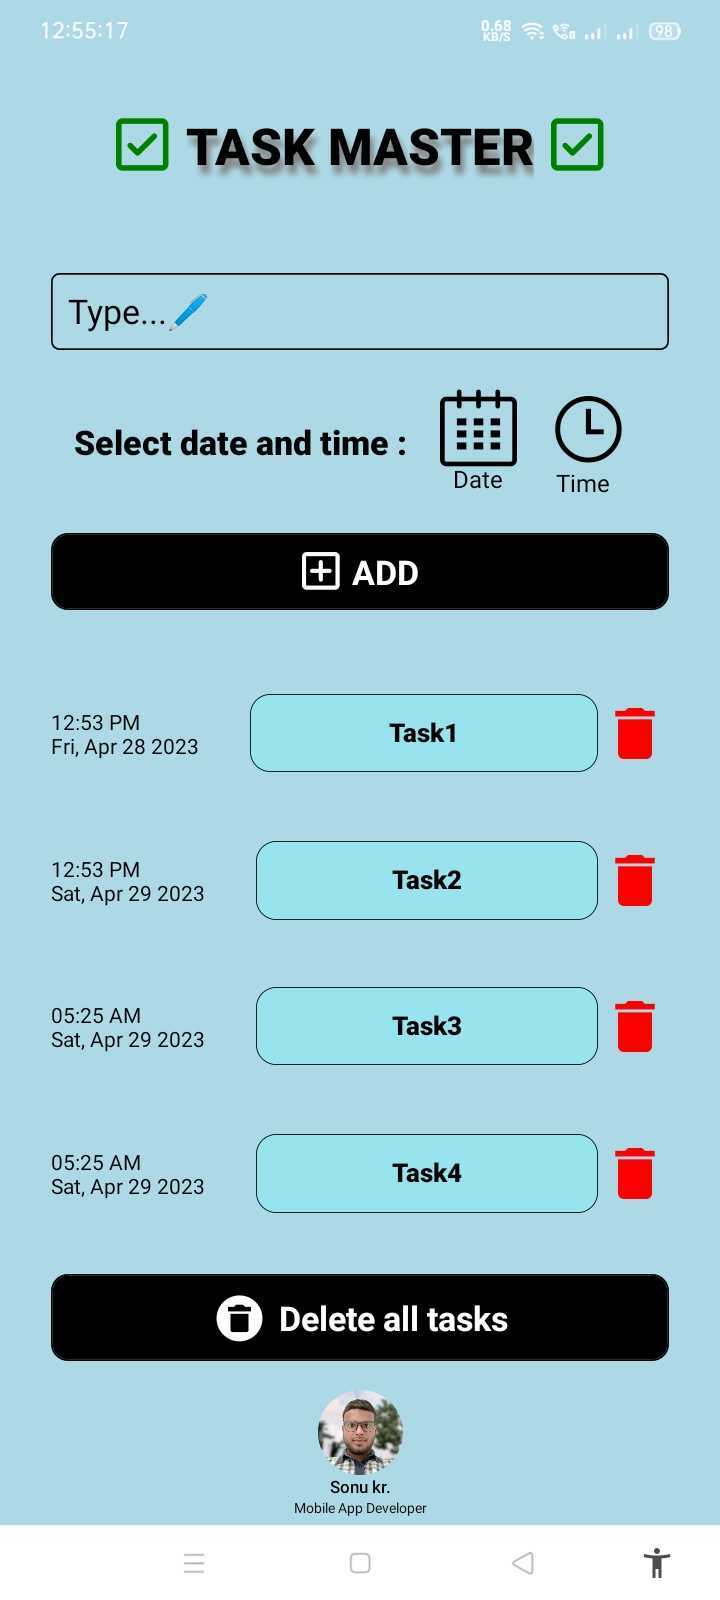 12:55:17
0.68
KB/S
98
TASK MASTER
Type...🖊️
Select date and time :
Date
Time
ADD
12:53 PM
Fri, Apr 28 2023
Task1
12:53 PM
Sat, Apr 29 2023
Task2
05:25 AM
Sat, Apr 29 2023
Task3
05:25 AM
Sat, Apr 29 2023
Task4
Delete all tasks
Sonu kr.
Mobile App Developer